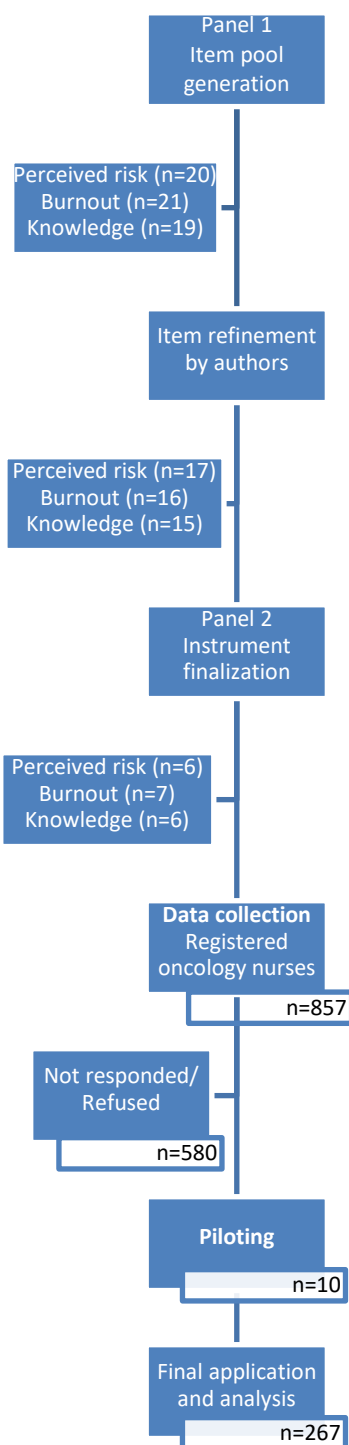 Panel 1
Item pool
generation
Perceived risk (n=20)
Burnout (n=21)
Knowledge (n=19)
Item refinement
by authors
Perceived risk (n=17)
Burnout (n=16)
Knowledge (n=15)
Panel 2
Instrument
finalization
Perceived risk (n=6)
Burnout (n=7)
Knowledge (n=6)
Data collection
Registered
oncology nurses
n=857
Not responded/
Refused
n=580
Piloting
n=10
Final application
and analysis
n=267